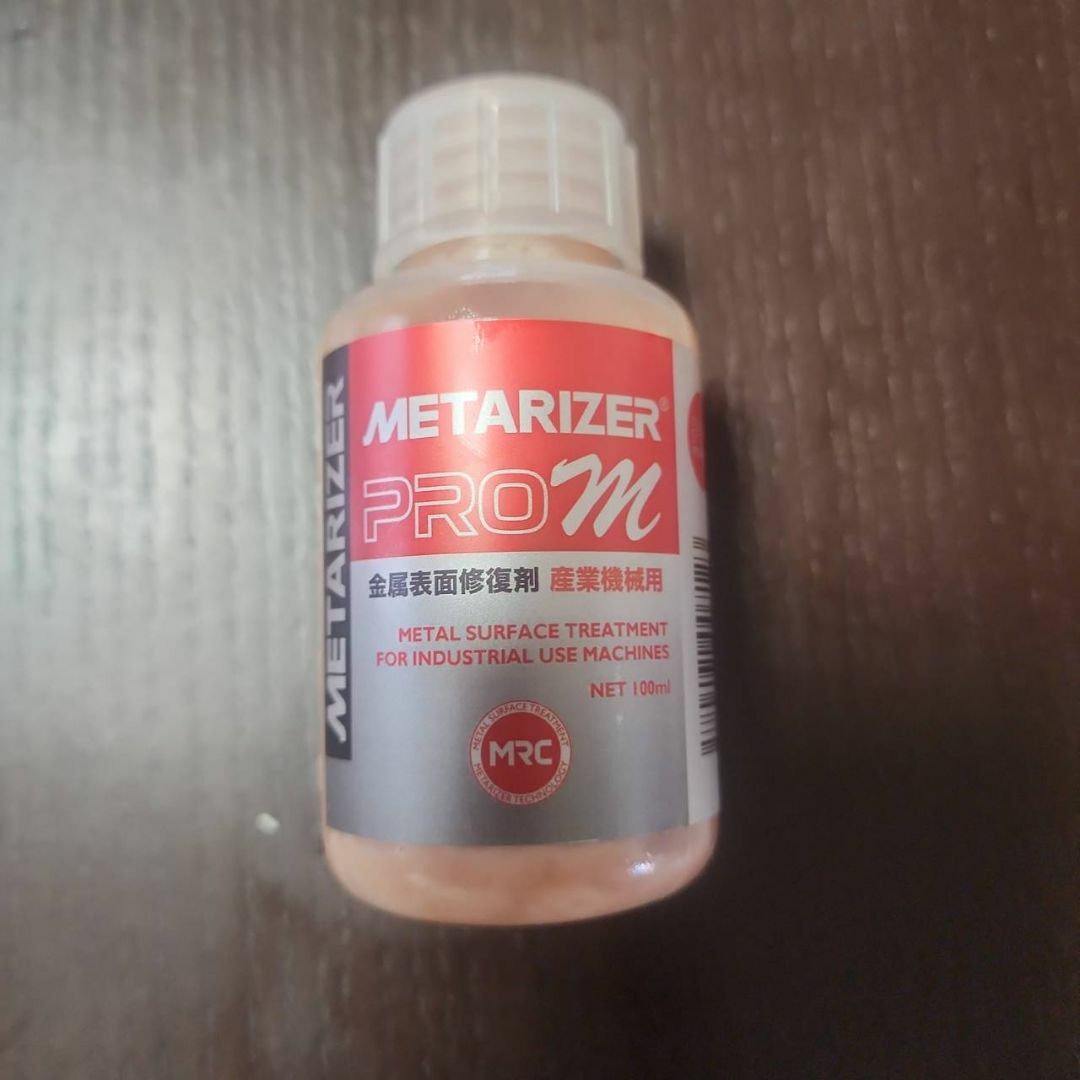 METARIZER
METARIZER®
PRO m
金属表面修復剤 産業機械用
METAL SURFACE TREATMENT
FOR INDUSTRIAL USE MACHINES
NET 100ml
METAL SURFACE TREATMENT
MRC
METARIZER TECHNOLOGY